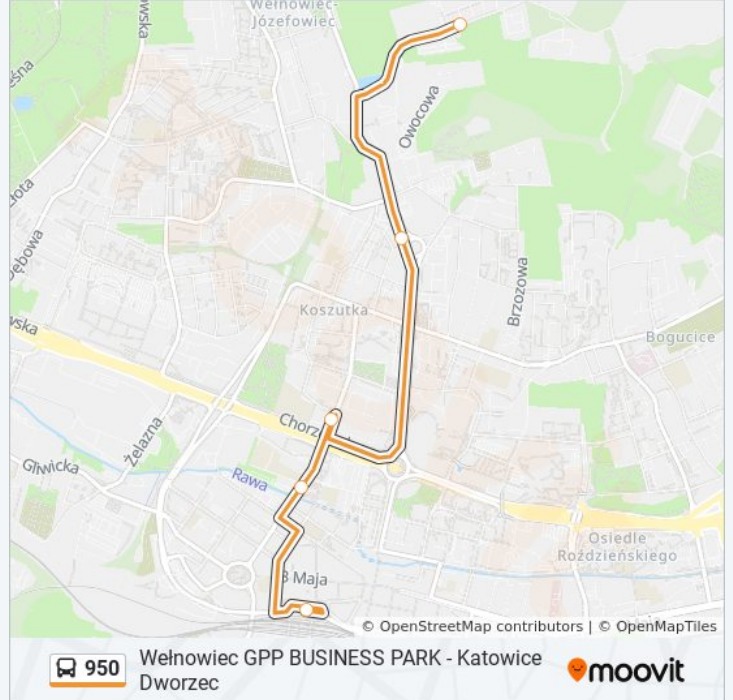 Wełnowiec-
Józefowiec
Owocowa
Dębowa
Brzozowa
Koszutka
Bogucice
Żelazna
Gliwicka
Rawa
Osiedle
Roździeńskiego
3 Maja
© OpenStreetMap contributors | © OpenMapTiles
950
Wełnowiec GPP BUSINESS PARK - Katowice
Dworzec
moovit